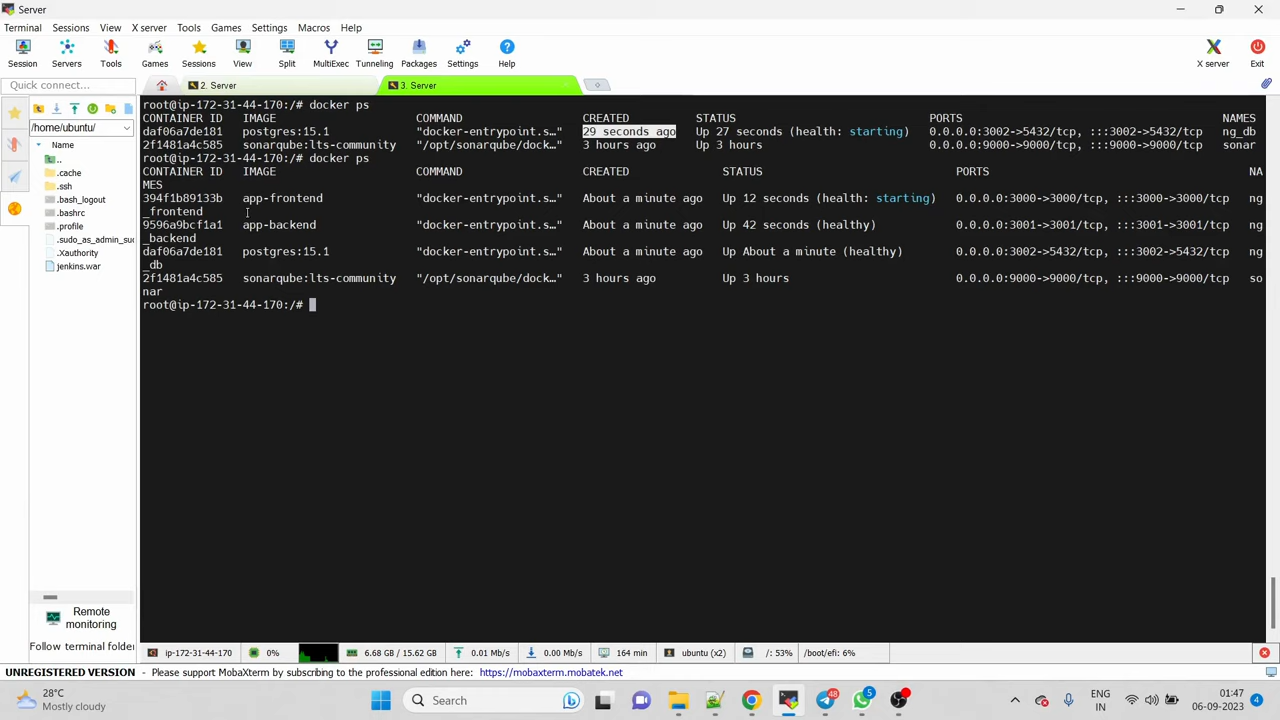 Server
Terminal Sessions View X server Tools Games Settings Macros Help
Session Servers Tools Games Sessions View Split MultiExec Tunneling Packages Settings Help X server Exit
Quick connect...
2. Server
3. Server
/home/ubuntu/
Name
..
.cache
.ssh
.bash_logout
.bashrc
.profile
.sudo_as_admin_suc
.Xauthority
jenkins.war
root@ip-172-31-44-170:/# docker ps
CONTAINER ID IMAGE COMMAND CREATED STATUS PORTS NAMES
daf06a7de181 postgres:15.1 "docker-entrypoint.s…" 29 seconds ago Up 27 seconds (health: starting) 0.0.0.0:3002->5432/tcp, :::3002->5432/tcp ng_db
2f1481a4c585 sonarqube:lts-community "/opt/sonarqube/dock…" 3 hours ago Up 3 hours 0.0.0.0:9000->9000/tcp, :::9000->9000/tcp sonar
root@ip-172-31-44-170:/# docker ps
CONTAINER ID IMAGE COMMAND CREATED STATUS PORTS NA
MES
394f1b89133b app-frontend "docker-entrypoint.s…" About a minute ago Up 12 seconds (health: starting) 0.0.0.0:3000->3000/tcp, :::3000->3000/tcp ng
_frontend
9596a9bcf1a1 app-backend "docker-entrypoint.s…" About a minute ago Up 42 seconds (healthy) 0.0.0.0:3001->3001/tcp, :::3001->3001/tcp ng
_backend
daf06a7de181 postgres:15.1 "docker-entrypoint.s…" About a minute ago Up About a minute (healthy) 0.0.0.0:3002->5432/tcp, :::3002->5432/tcp ng
_db
2f1481a4c585 sonarqube:lts-community "/opt/sonarqube/dock…" 3 hours ago Up 3 hours 0.0.0.0:9000->9000/tcp, :::9000->9000/tcp so
nar
root@ip-172-31-44-170:/#
Remote
monitoring
Follow terminal folder
ip-172-31-44-170 0% 6.68 GB / 15.62 GB 0.01 Mb/s 0.00 Mb/s 164 min ubuntu (x2) /: 53% /boot/efi: 6%
UNREGISTERED VERSION - Please support MobaXterm by subscribing to the professional edition here: https://mobaxterm.mobatek.net
28°C
Mostly cloudy
Search
48
5
ENG
IN
01:47
06-09-2023
4